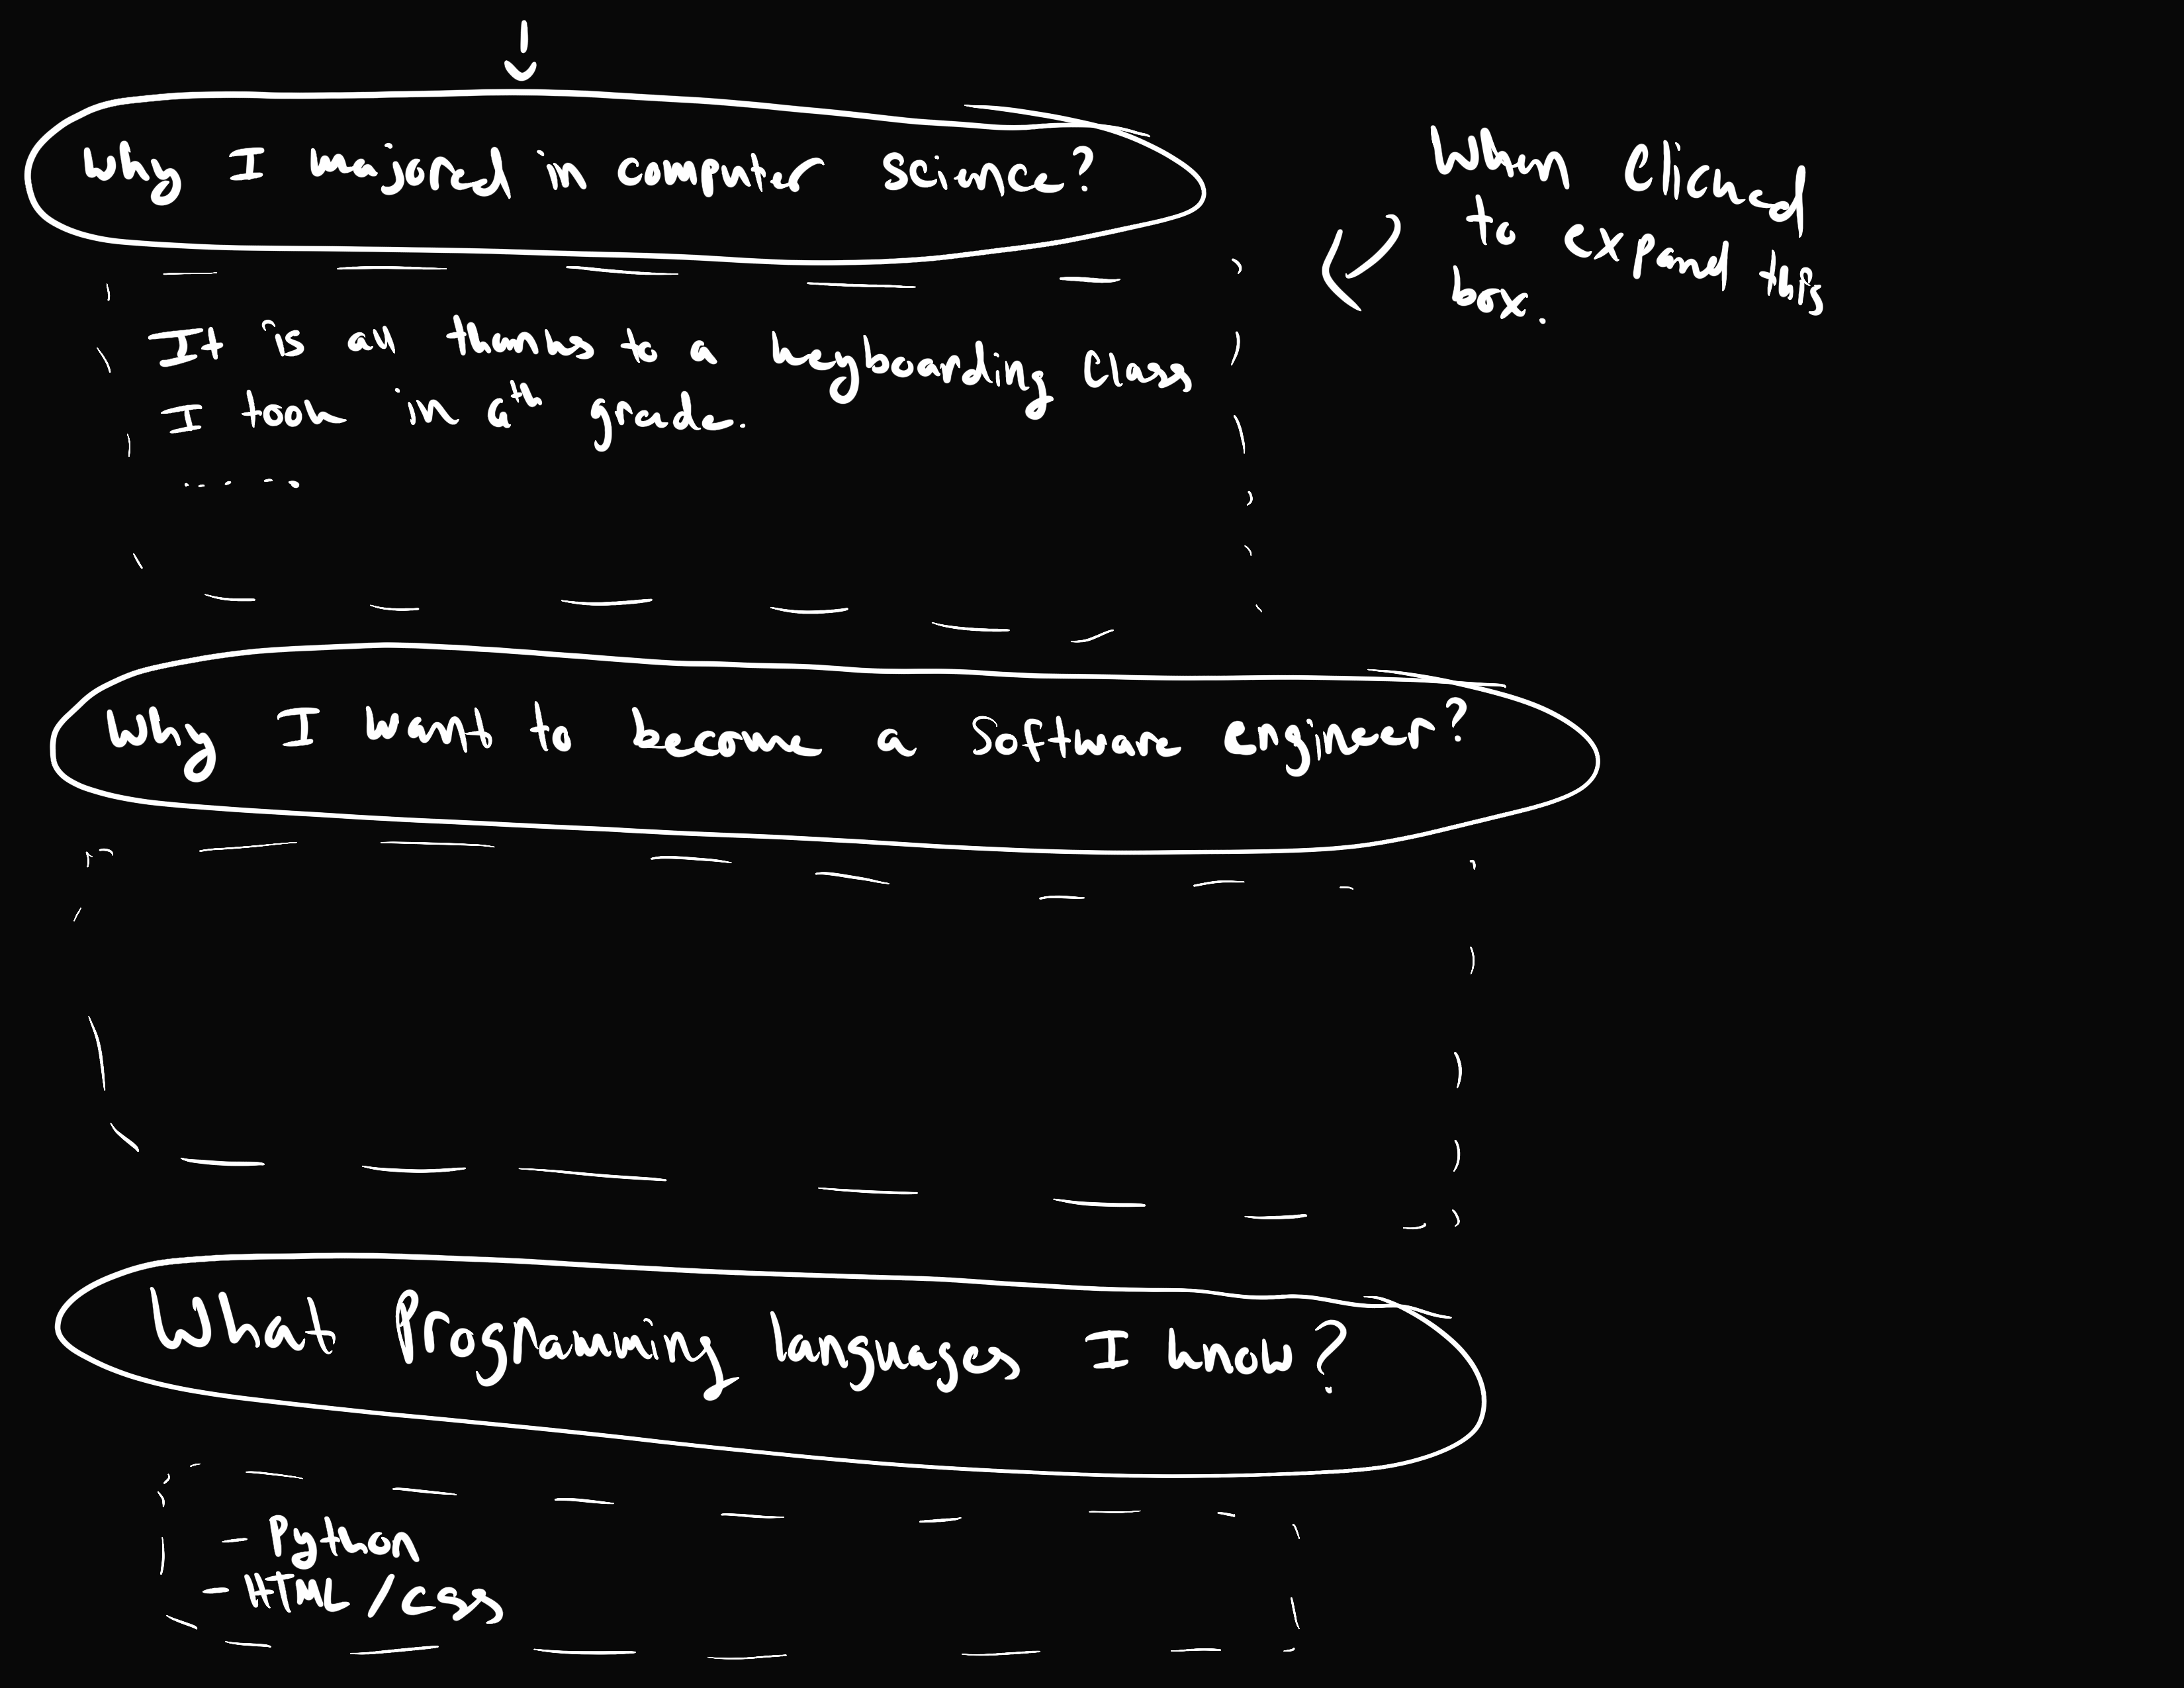 Why I majored in computer science?
When clicked
to expand this
box.
It is all thanks to a keyboarding class
I took in 6th grade.
.....
Why I want to become a software engineer?
What Programming languages I know?
- Python
- HTML/CSS